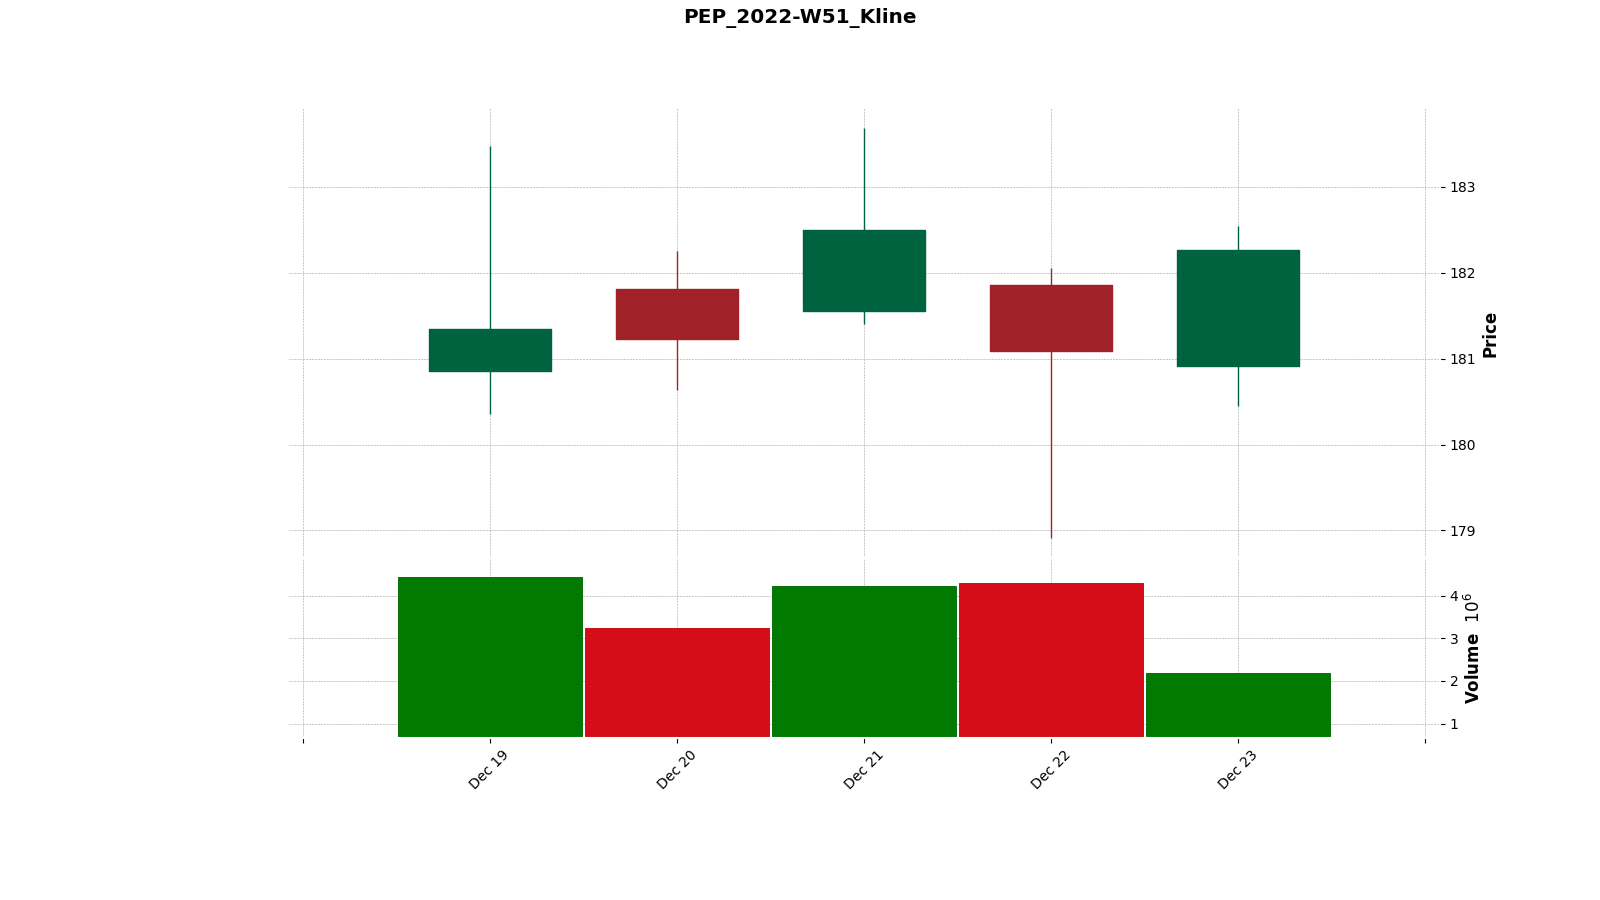 PEP_2022-W51_Kline
183
182
181
180
179
Price
4
3
2
1
Volume 10^6
Dec 19
Dec 20
Dec 21
Dec 22
Dec 23